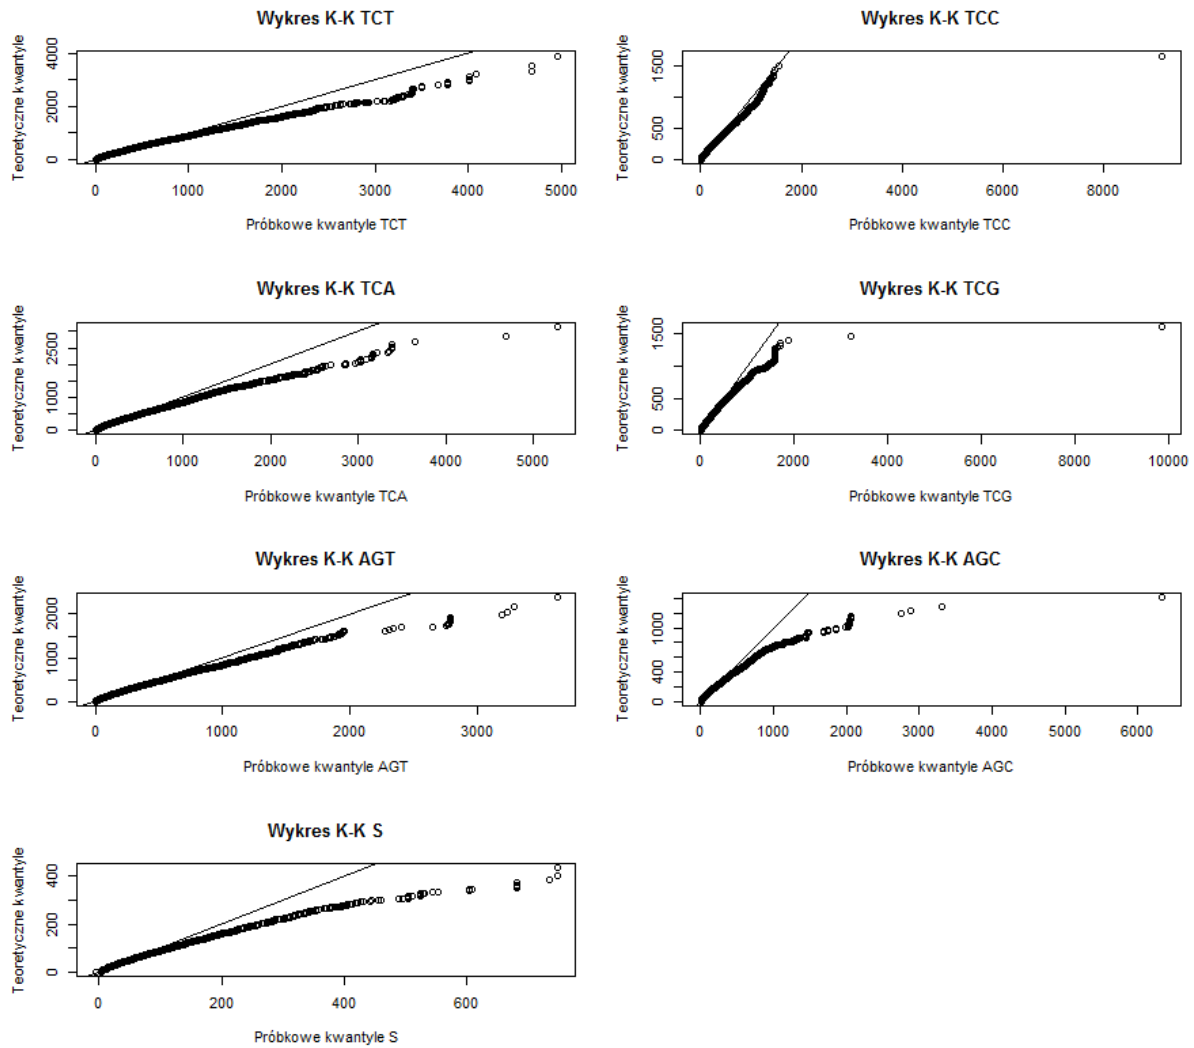 Wykres K-K TCT
Teoretyczne kwantyle
0 2000 4000
0 1000 2000 3000 4000 5000
Próbkowe kwantyle TCT
Wykres K-K TCC
Teoretyczne kwantyle
0 500 1500
0 2000 4000 6000 8000
Próbkowe kwantyle TCC
Wykres K-K TCA
Teoretyczne kwantyle
0 1000 2500
0 1000 2000 3000 4000 5000
Próbkowe kwantyle TCA
Wykres K-K TCG
Teoretyczne kwantyle
0 500 1500
0 2000 4000 6000 8000 10000
Próbkowe kwantyle TCG
Wykres K-K AGT
Teoretyczne kwantyle
0 1000 2000
0 1000 2000 3000
Próbkowe kwantyle AGT
Wykres K-K AGC
Teoretyczne kwantyle
0 400 1000
0 1000 2000 3000 4000 5000 6000
Próbkowe kwantyle AGC
Wykres K-K S
Teoretyczne kwantyle
0 200 400
0 200 400 600
Próbkowe kwantyle S